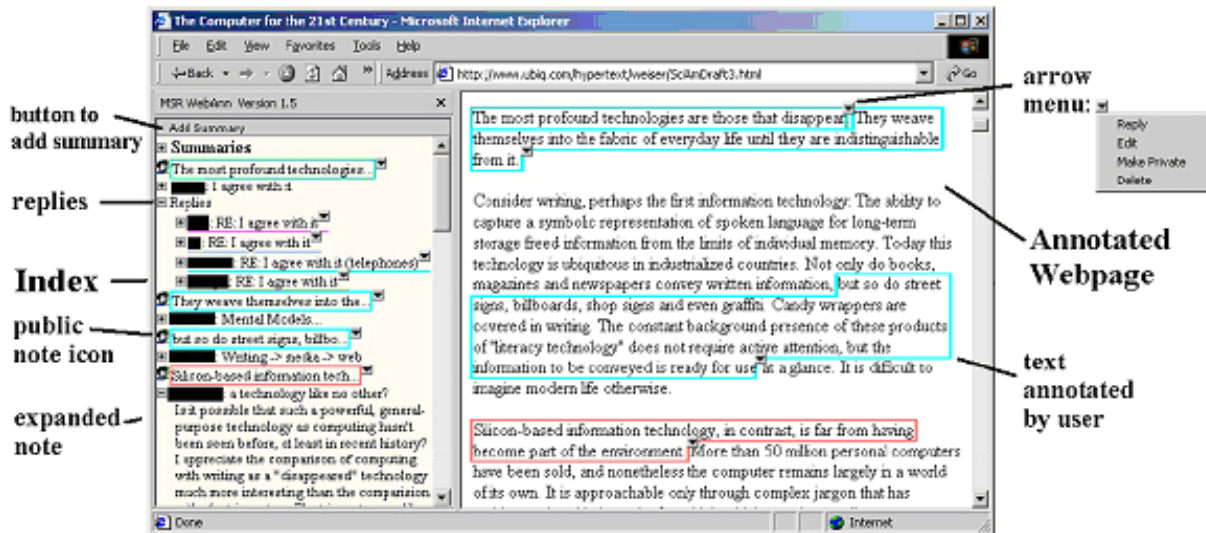 The Computer for the 21st Century - Microsoft Internet Explorer
File Edit View Favorites Tools Help
Back
Address http://www.ubiq.com/hypertext/weiser/SciAmDraft3.html Go
MSR WebAnn Version 1.5
Add Summary
Summaries
The most profound technologies...
: I agree with it
Replies
: RE: I agree with it
: RE: I agree with it
: RE: I agree with it (telephones)
: RE: I agree with it
They weave themselves into the...
: Mental Models...
but so do street signs, billbo...
: Writing -> media -> web
Silicon-based information tech...
: a technology like no other?
Is it possible that such a powerful, general-
purpose technology as computing hasn't
been seen before, at least in recent history?
I appreciate the comparison of computing
with writing as a "disappeared" technology
much more interesting than the comparision
The most profound technologies are those that disappear. They weave
themselves into the fabric of everyday life until they are indistinguishable
from it.
Consider writing, perhaps the first information technology: The ability to
capture a symbolic representation of spoken language for long-term
storage freed information from the limits of individual memory. Today this
technology is ubiquitous in industrialized countries. Not only do books,
magazines and newspapers convey written information, but so do street
signs, billboards, shop signs and even graffiti. Candy wrappers are
covered in writing. The constant background presence of these products
of "literacy technology" does not require active attention, but the
information to be conveyed is ready for use at a glance. It is difficult to
imagine modern life otherwise.
Silicon-based information technology, in contrast, is far from having
become part of the environment. More than 50 million personal computers
have been sold, and nonetheless the computer remains largely in a world
of its own. It is approachable only through complex jargon that has
Done
Internet
button to
add summary
replies
Index
public
note icon
expanded
note
arrow
menu:
Reply
Edit
Make Private
Delete
Annotated
Webpage
text
annotated
by user